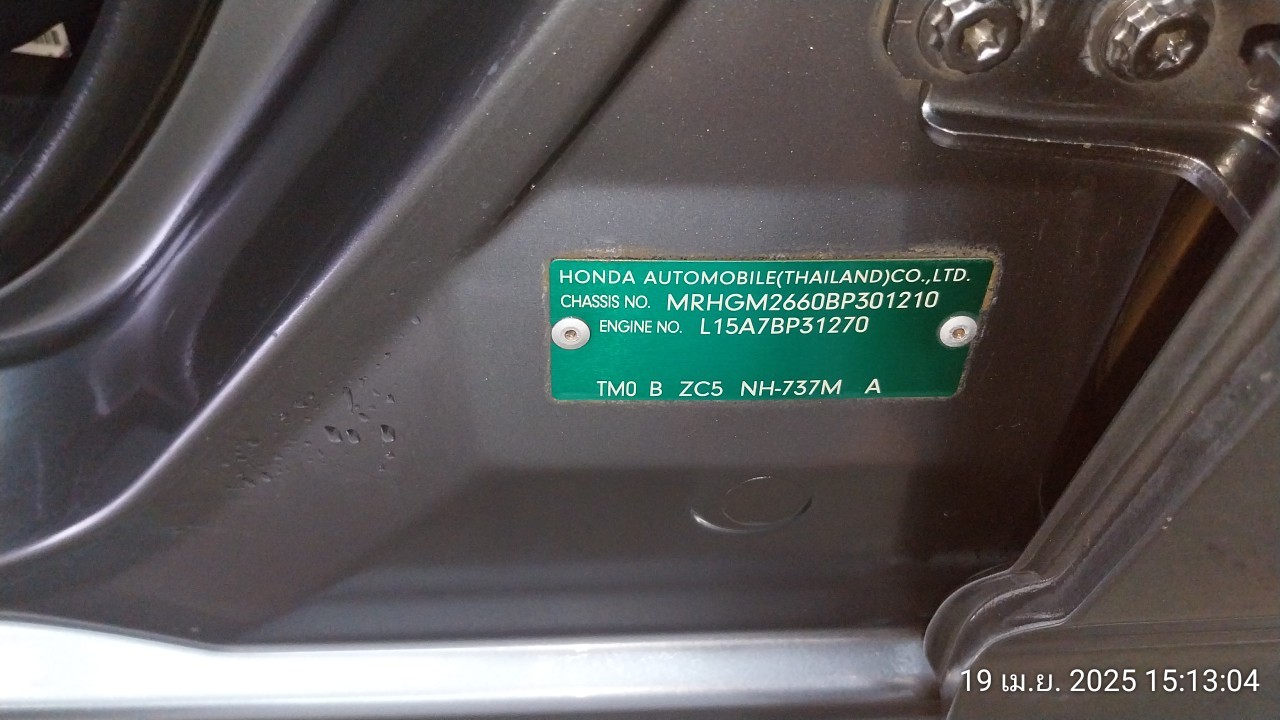 HONDA AUTOMOBILE(THAILAND)CO.,LTD.
CHASSIS NO. MRHGM2660BP301210
ENGINE NO. L15A7BP31270
TM0 B ZC5 NH-737M A
19 เม.ย. 2025 15:13:04